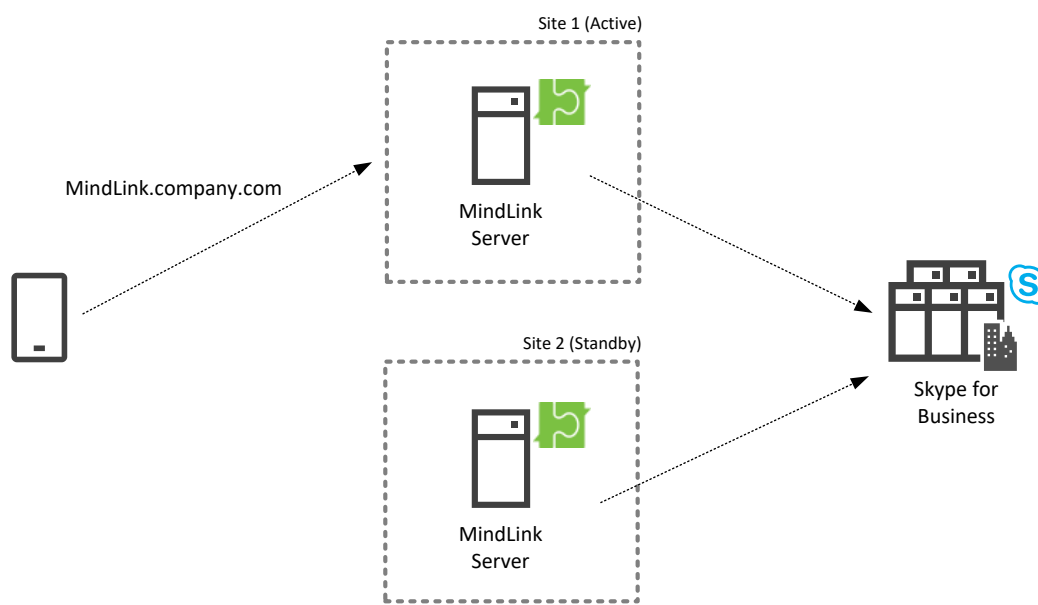 Site 1 (Active)
MindLink.company.com
MindLink
Server
Site 2 (Standby)
MindLink
Server
S
Skype for
Business